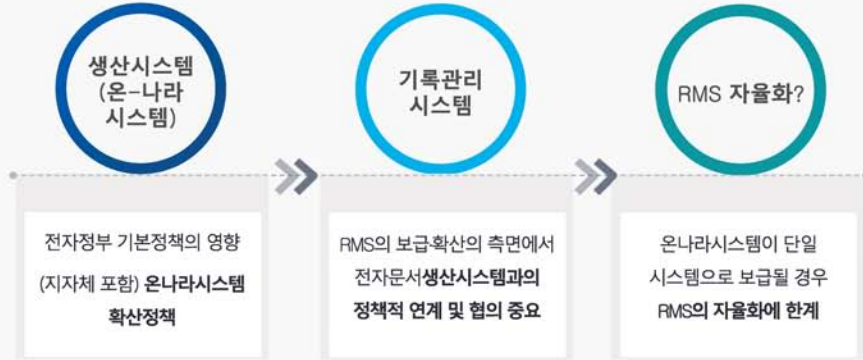 생산시스템
(온-나라
시스템)
기록관리
시스템
RMS 자율화?
전자정부 기본정책의 영향
(지자체 포함) 온나라시스템
확산정책
RMS의 보급·확산의 측면에서
전자문서생산시스템과의
정책적 연계 및 협의 중요
온나라시스템이 단일
시스템으로 보급될 경우
RMS의 자율화에 한계